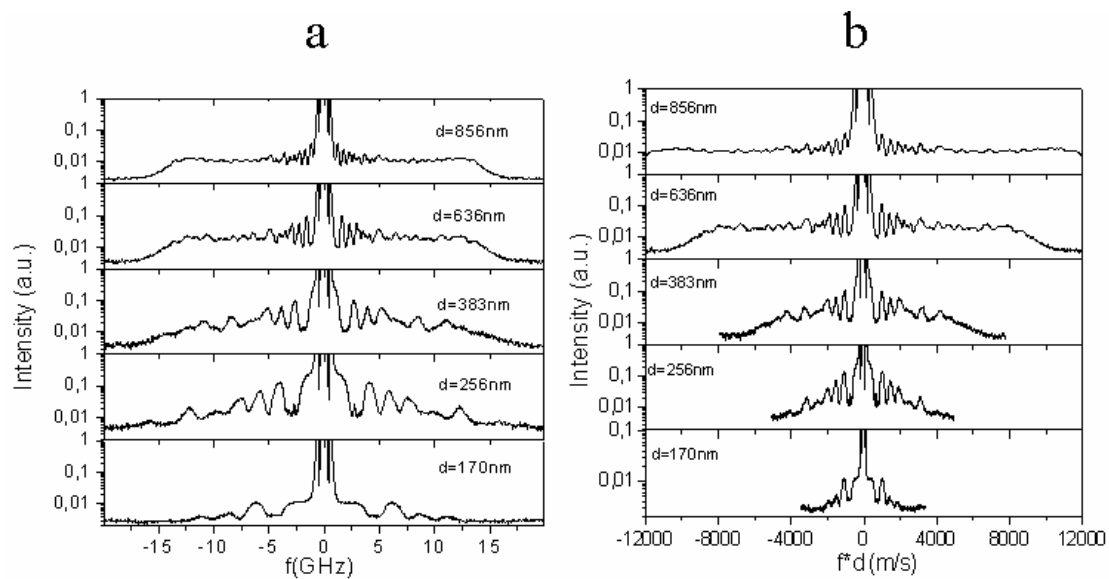 a
b
Intensity (a.u.)
1
0,1
0,01
d=856nm
1
0,1
0,01
d=636nm
1
0,1
0,01
d=383nm
1
0,1
0,01
d=256nm
1
0,1
0,01
d=170nm
-15 -10 -5 0 5 10 15
f(GHz)
Intensity (a.u.)
1
0,1
0,01
d=856nm
1
0,1
0,01
d=636nm
1
0,1
0,01
d=383nm
1
0,1
0,01
d=256nm
0,1
0,01
d=170nm
-12000 -8000 -4000 0 4000 8000 12000
f*d(m/s)